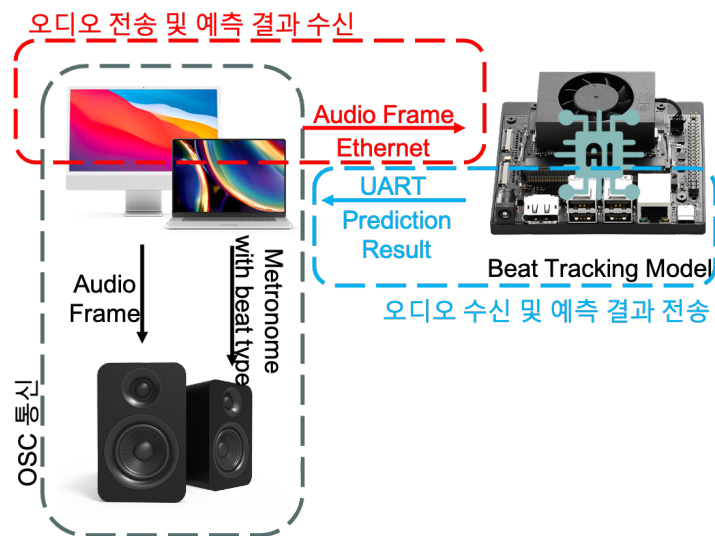 오디오 전송 및 예측 결과 수신
Audio Frame
Ethernet
AI
UART
Prediction
Result
Beat Tracking Model
오디오 수신 및 예측 결과 전송
Audio
Frame
Metronome
with beat type
OSC 통신